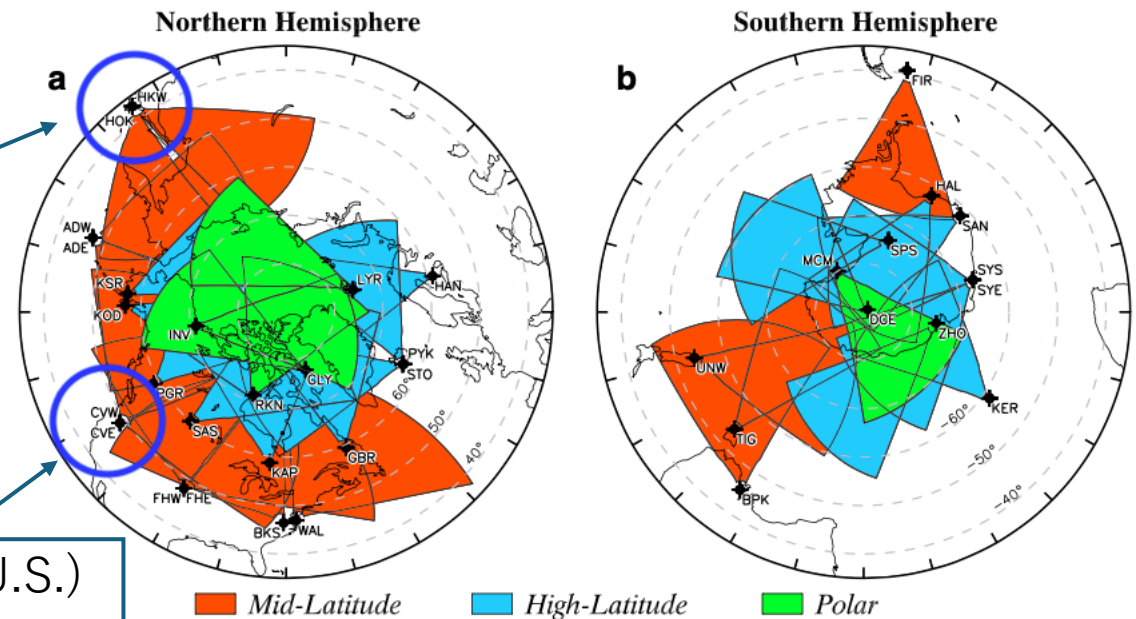 Northern Hemisphere
Southern Hemisphere
a
b
HKW
HOK
ADW
ADE
KSR
KOD
INV
LYR
HAN
PYK
STO
GLY
RKN
PGR
CVW
CVE
SAS
KAP
GBR
FHW FHE
BKS WAL
60°
50°
40°
FIR
HAL
SAN
SPS
MCM
SYS
SYE
DCE
ZHO
UNW
KER
TIG
BPK
-60°
-50°
-40°
U.S.)
Mid-Latitude
High-Latitude
Polar